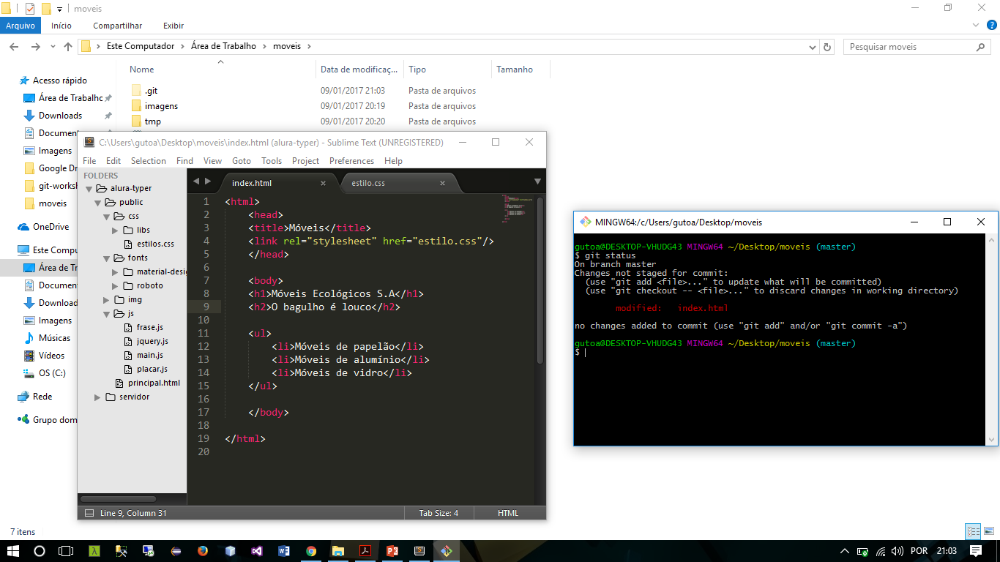 moveis
Arquivo Início Compartilhar Exibir
Este Computador Área de Trabalho moveis
Pesquisar moveis
Nome Data de modificaç... Tipo Tamanho
.git 09/01/2017 21:03 Pasta de arquivos
imagens 09/01/2017 20:19 Pasta de arquivos
tmp 09/01/2017 20:20 Pasta de arquivos
Acesso rápido
Área de Trabalho
Downloads
Document
Imagens
Google Dr
git-worksh
moveis
OneDrive
Este Compu
Área de Tr
Document
Download
Imagens
Músicas
Vídeos
OS (C:)
Rede
Grupo dom
7 itens
C:\Users\gutoa\Desktop\moveis\index.html (alura-typer) - Sublime Text (UNREGISTERED)
File Edit Selection Find View Goto Tools Project Preferences Help
FOLDERS
alura-typer
public
css
libs
estilos.css
fonts
material-desig
roboto
img
js
frase.js
jquery.js
main.js
placar.js
principal.html
servidor
index.html × estilo.css ×
1 <html>
2 <head>
3 <title>Móveis</title>
4 <link rel="stylesheet" href="estilo.css"/>
5 </head>
6
7 <body>
8 <h1>Móveis Ecológicos S.A</h1>
9 <h2>O bagulho é louco</h2>
10
11 <ul>
12 <li>Móveis de papelão</li>
13 <li>Móveis de alumínio</li>
14 <li>Móveis de vidro</li>
15 </ul>
16
17 </body>
18
19 </html>
20
Line 9, Column 31 Tab Size: 4 HTML
MINGW64:/c/Users/gutoa/Desktop/moveis
gutoa@DESKTOP-VHUDG43 MINGW64 ~/Desktop/moveis (master)
$ git status
On branch master
Changes not staged for commit:
(use "git add <file>..." to update what will be committed)
(use "git checkout -- <file>..." to discard changes in working directory)
modified: index.html
no changes added to commit (use "git add" and/or "git commit -a")
gutoa@DESKTOP-VHUDG43 MINGW64 ~/Desktop/moveis (master)
$
POR 21:03